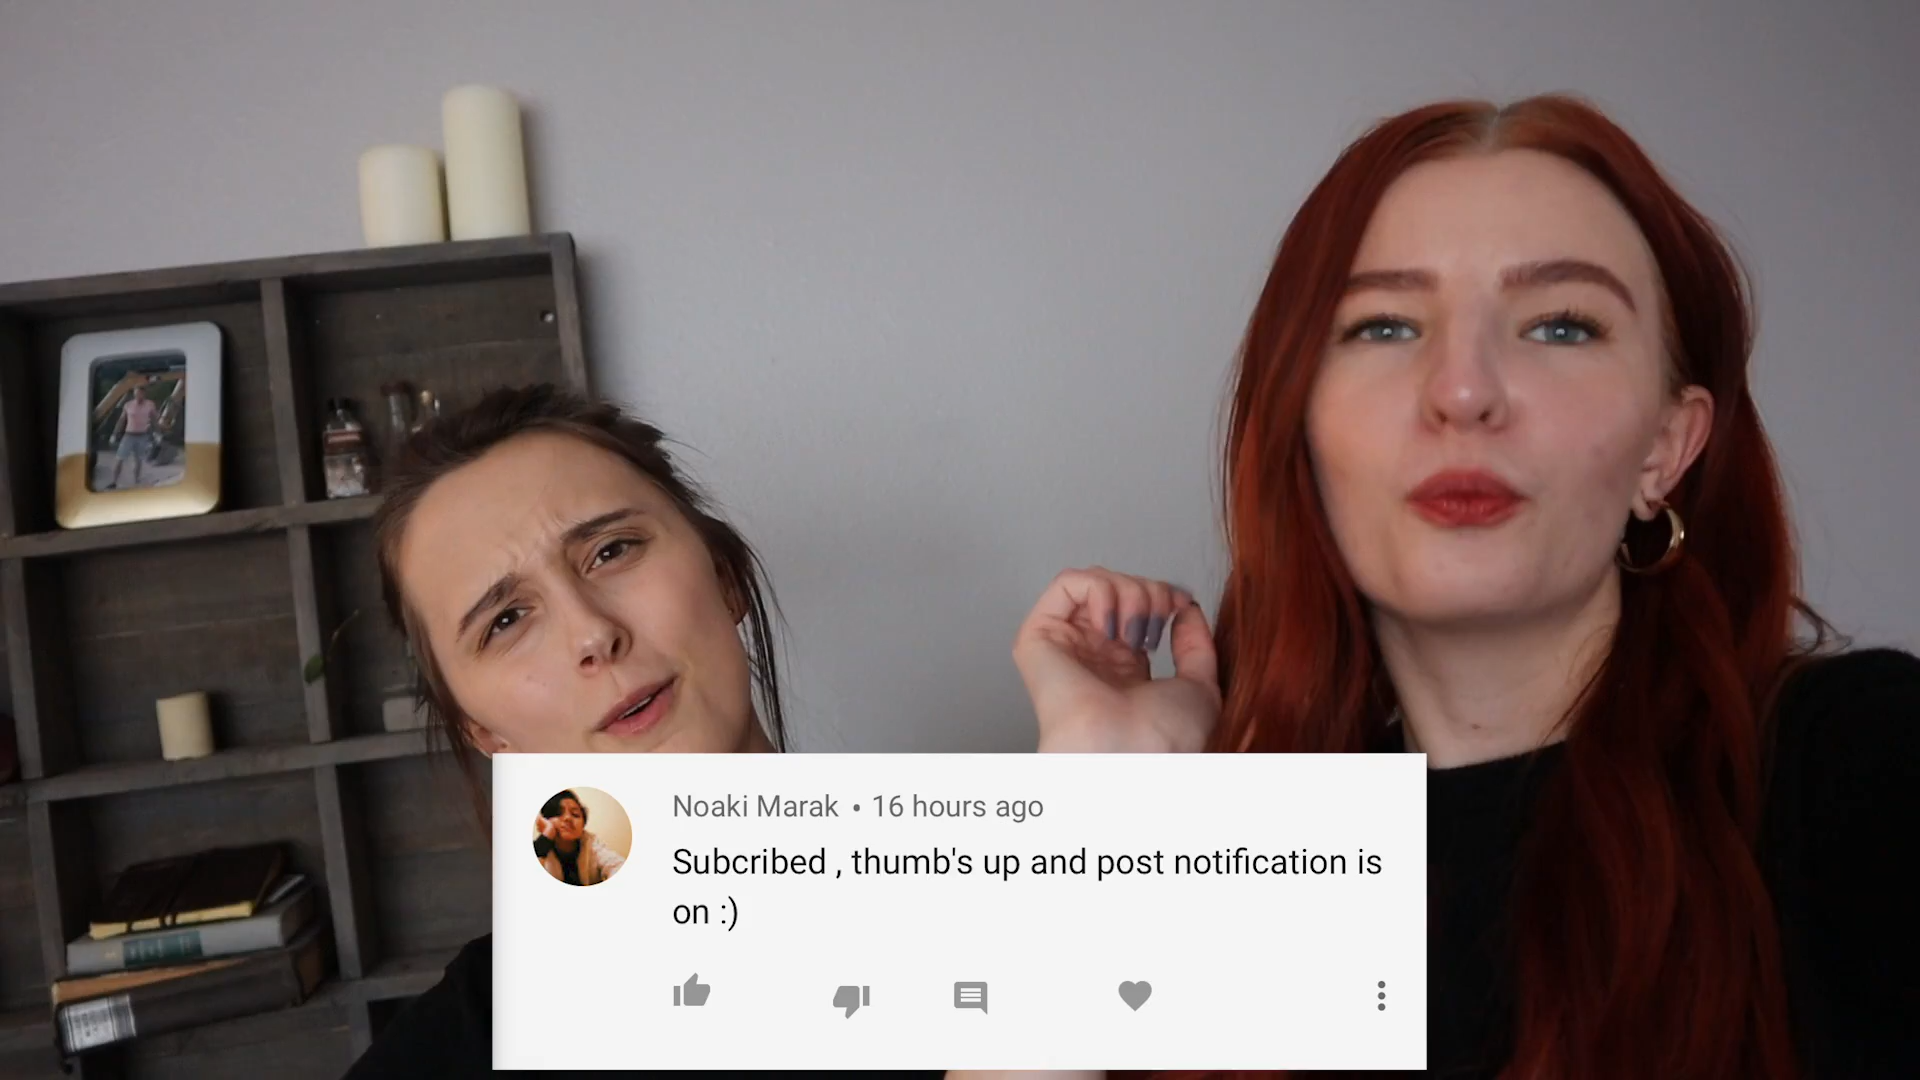 Noaki Marak • 16 hours ago
Subcribed , thumb's up and post notification is
on :)